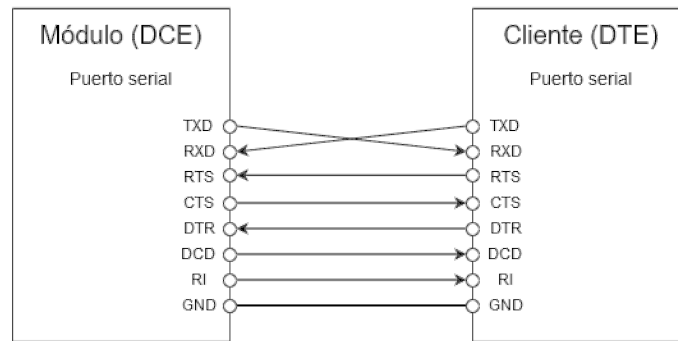 Módulo (DCE)
Puerto serial
TXD
RXD
RTS
CTS
DTR
DCD
RI
GND
Cliente (DTE)
Puerto serial
TXD
RXD
RTS
CTS
DTR
DCD
RI
GND